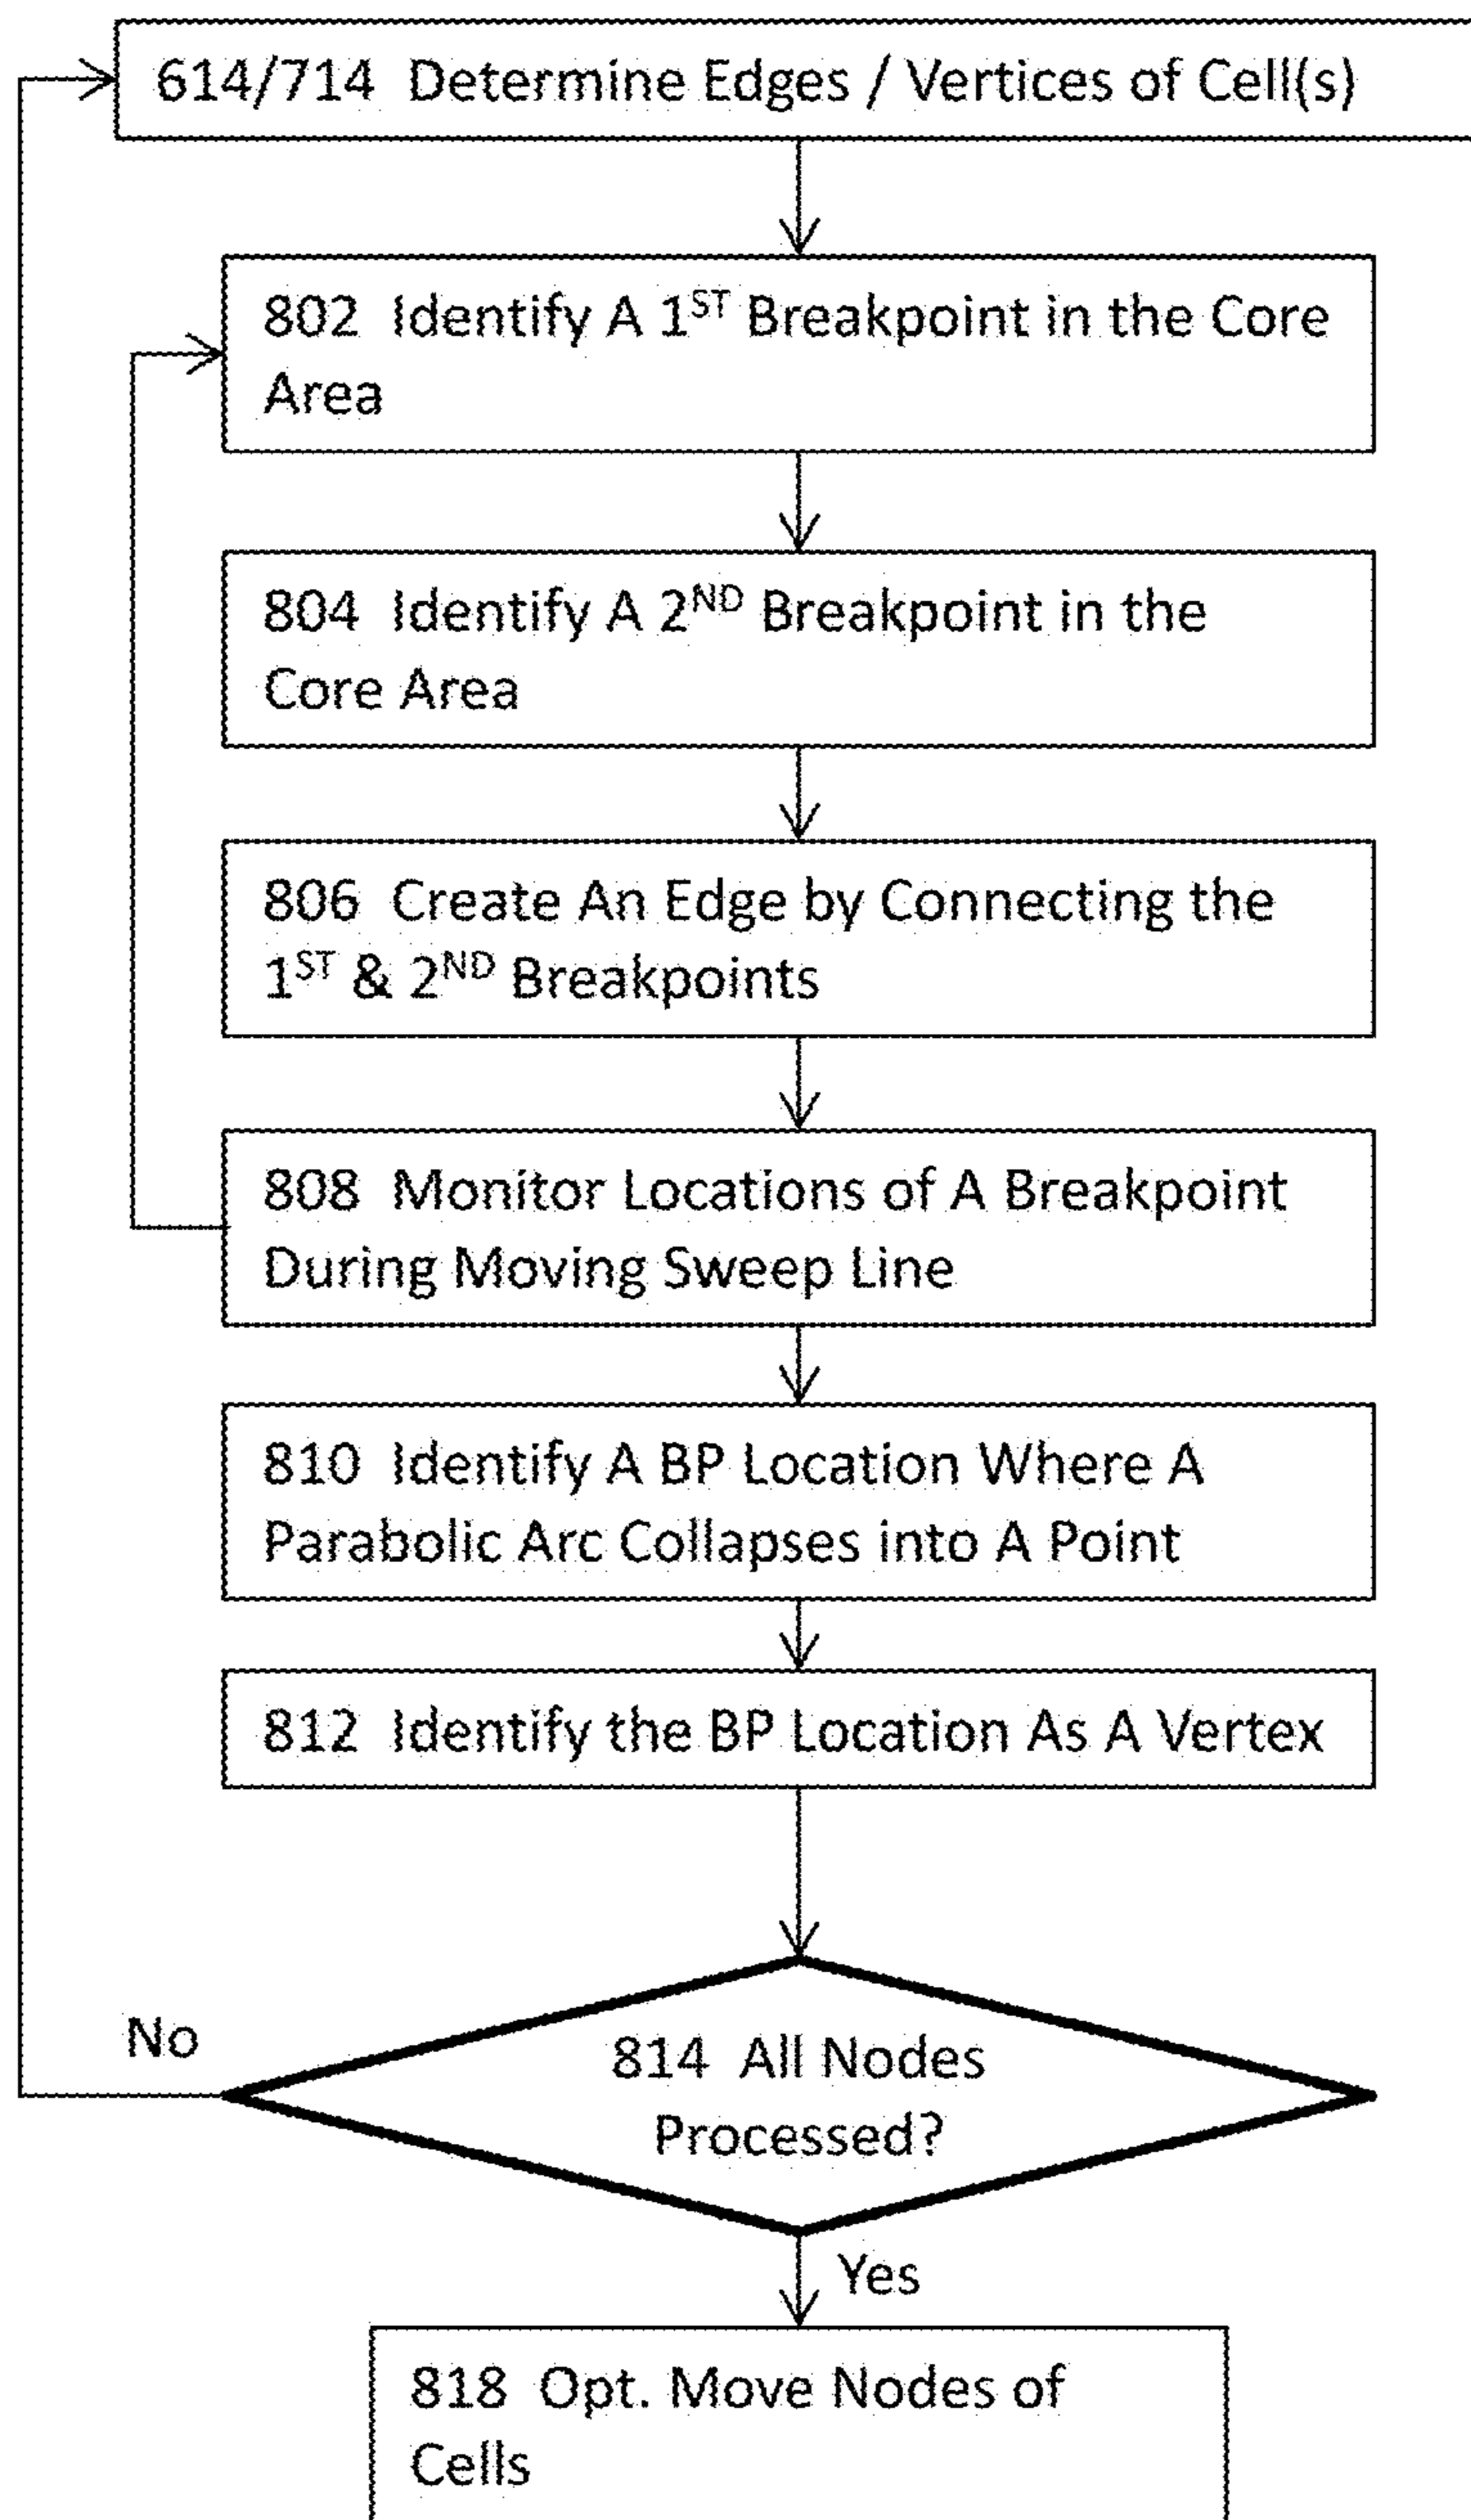 614/714 Determine Edges / Vertices of Cell(s)
802 Identify A 1ST Breakpoint in the Core
Area
804 Identify A 2ND Breakpoint in the
Core Area
806 Create An Edge by Connecting the
1ST & 2ND Breakpoints
808 Monitor Locations of A Breakpoint
During Moving Sweep Line
810 Identify A BP Location Where A
Parabolic Arc Collapses into A Point
812 Identify the BP Location As A Vertex
No
814 All Nodes
Processed?
Yes
818 Opt. Move Nodes of
Cells